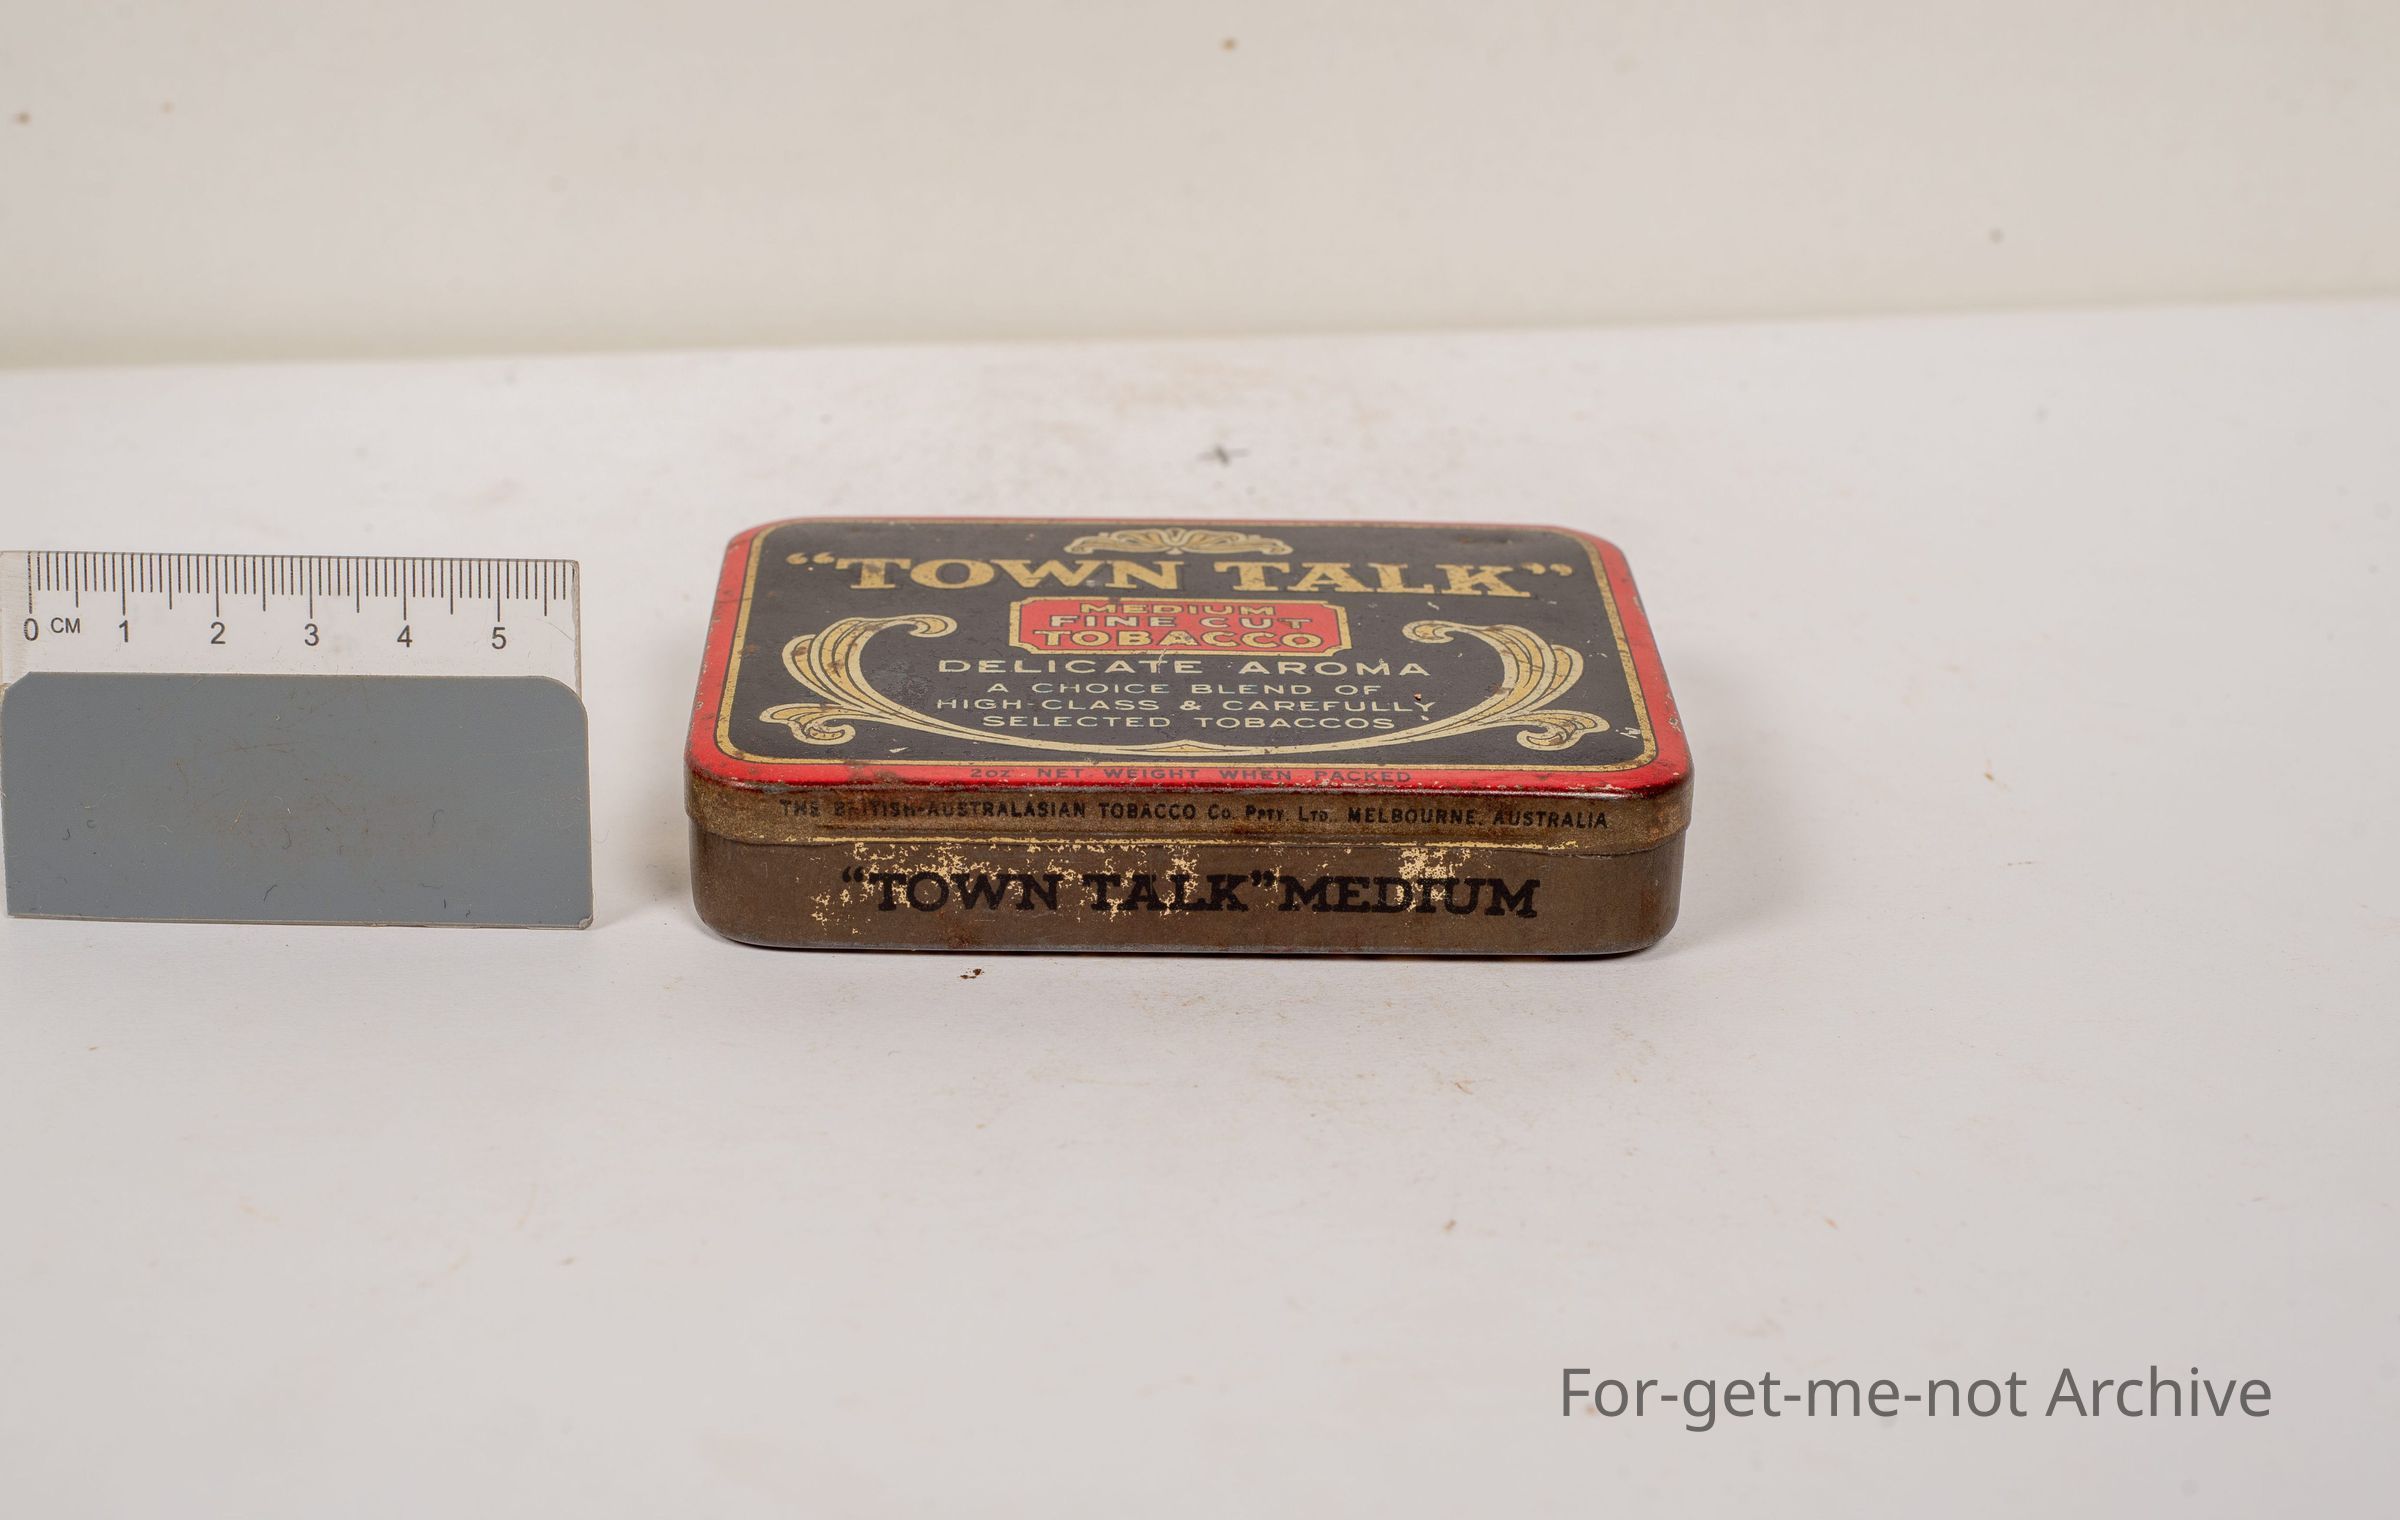 0 CM 1 2 3 4 5
“TOWN TALK”
MEDIUM
FINE CUT
TOBACCO
DELICATE AROMA
A CHOICE BLEND OF
HIGH-CLASS & CAREFULLY
SELECTED TOBACCOS
2oz NET WEIGHT WHEN PACKED
THE BRITISH-AUSTRALASIAN TOBACCO Co. Ppty. Ltd. MELBOURNE, AUSTRALIA
“TOWN TALK” MEDIUM
For-get-me-not Archive